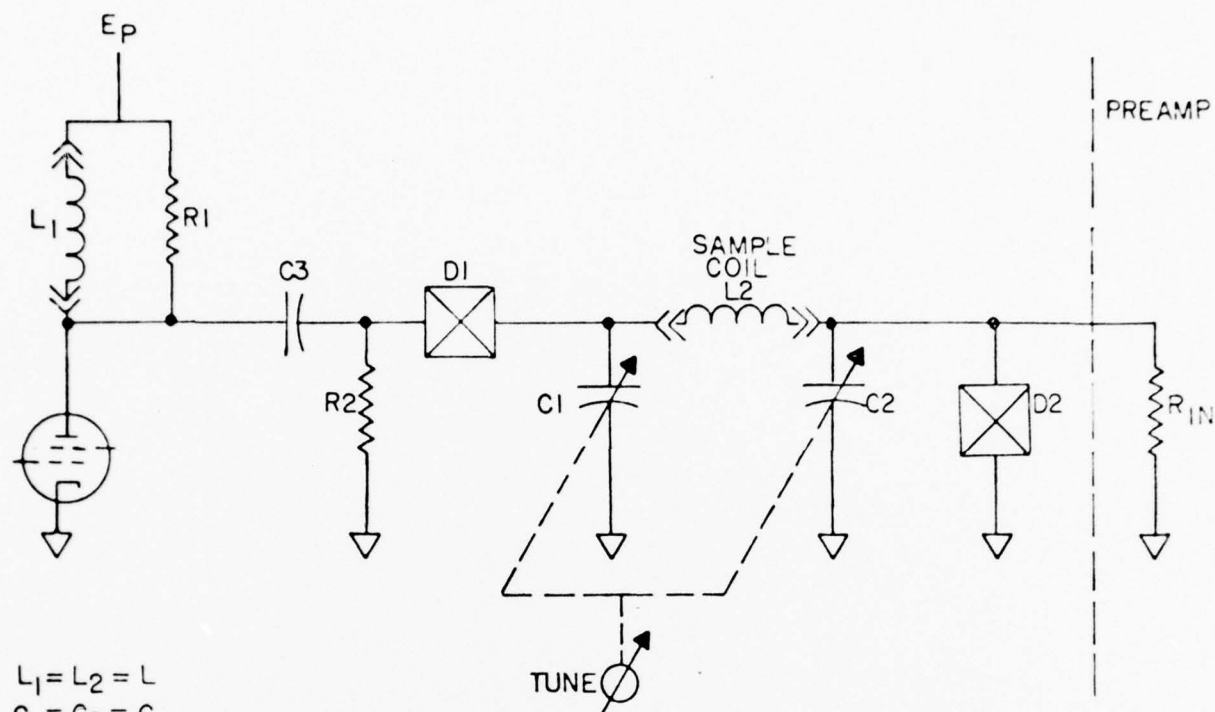 EP
PREAMP
L1
R1
C3
D1
SAMPLE
COIL
L2
R2
C1
C2
D2
RIN
L1 = L2 = L
TUNE